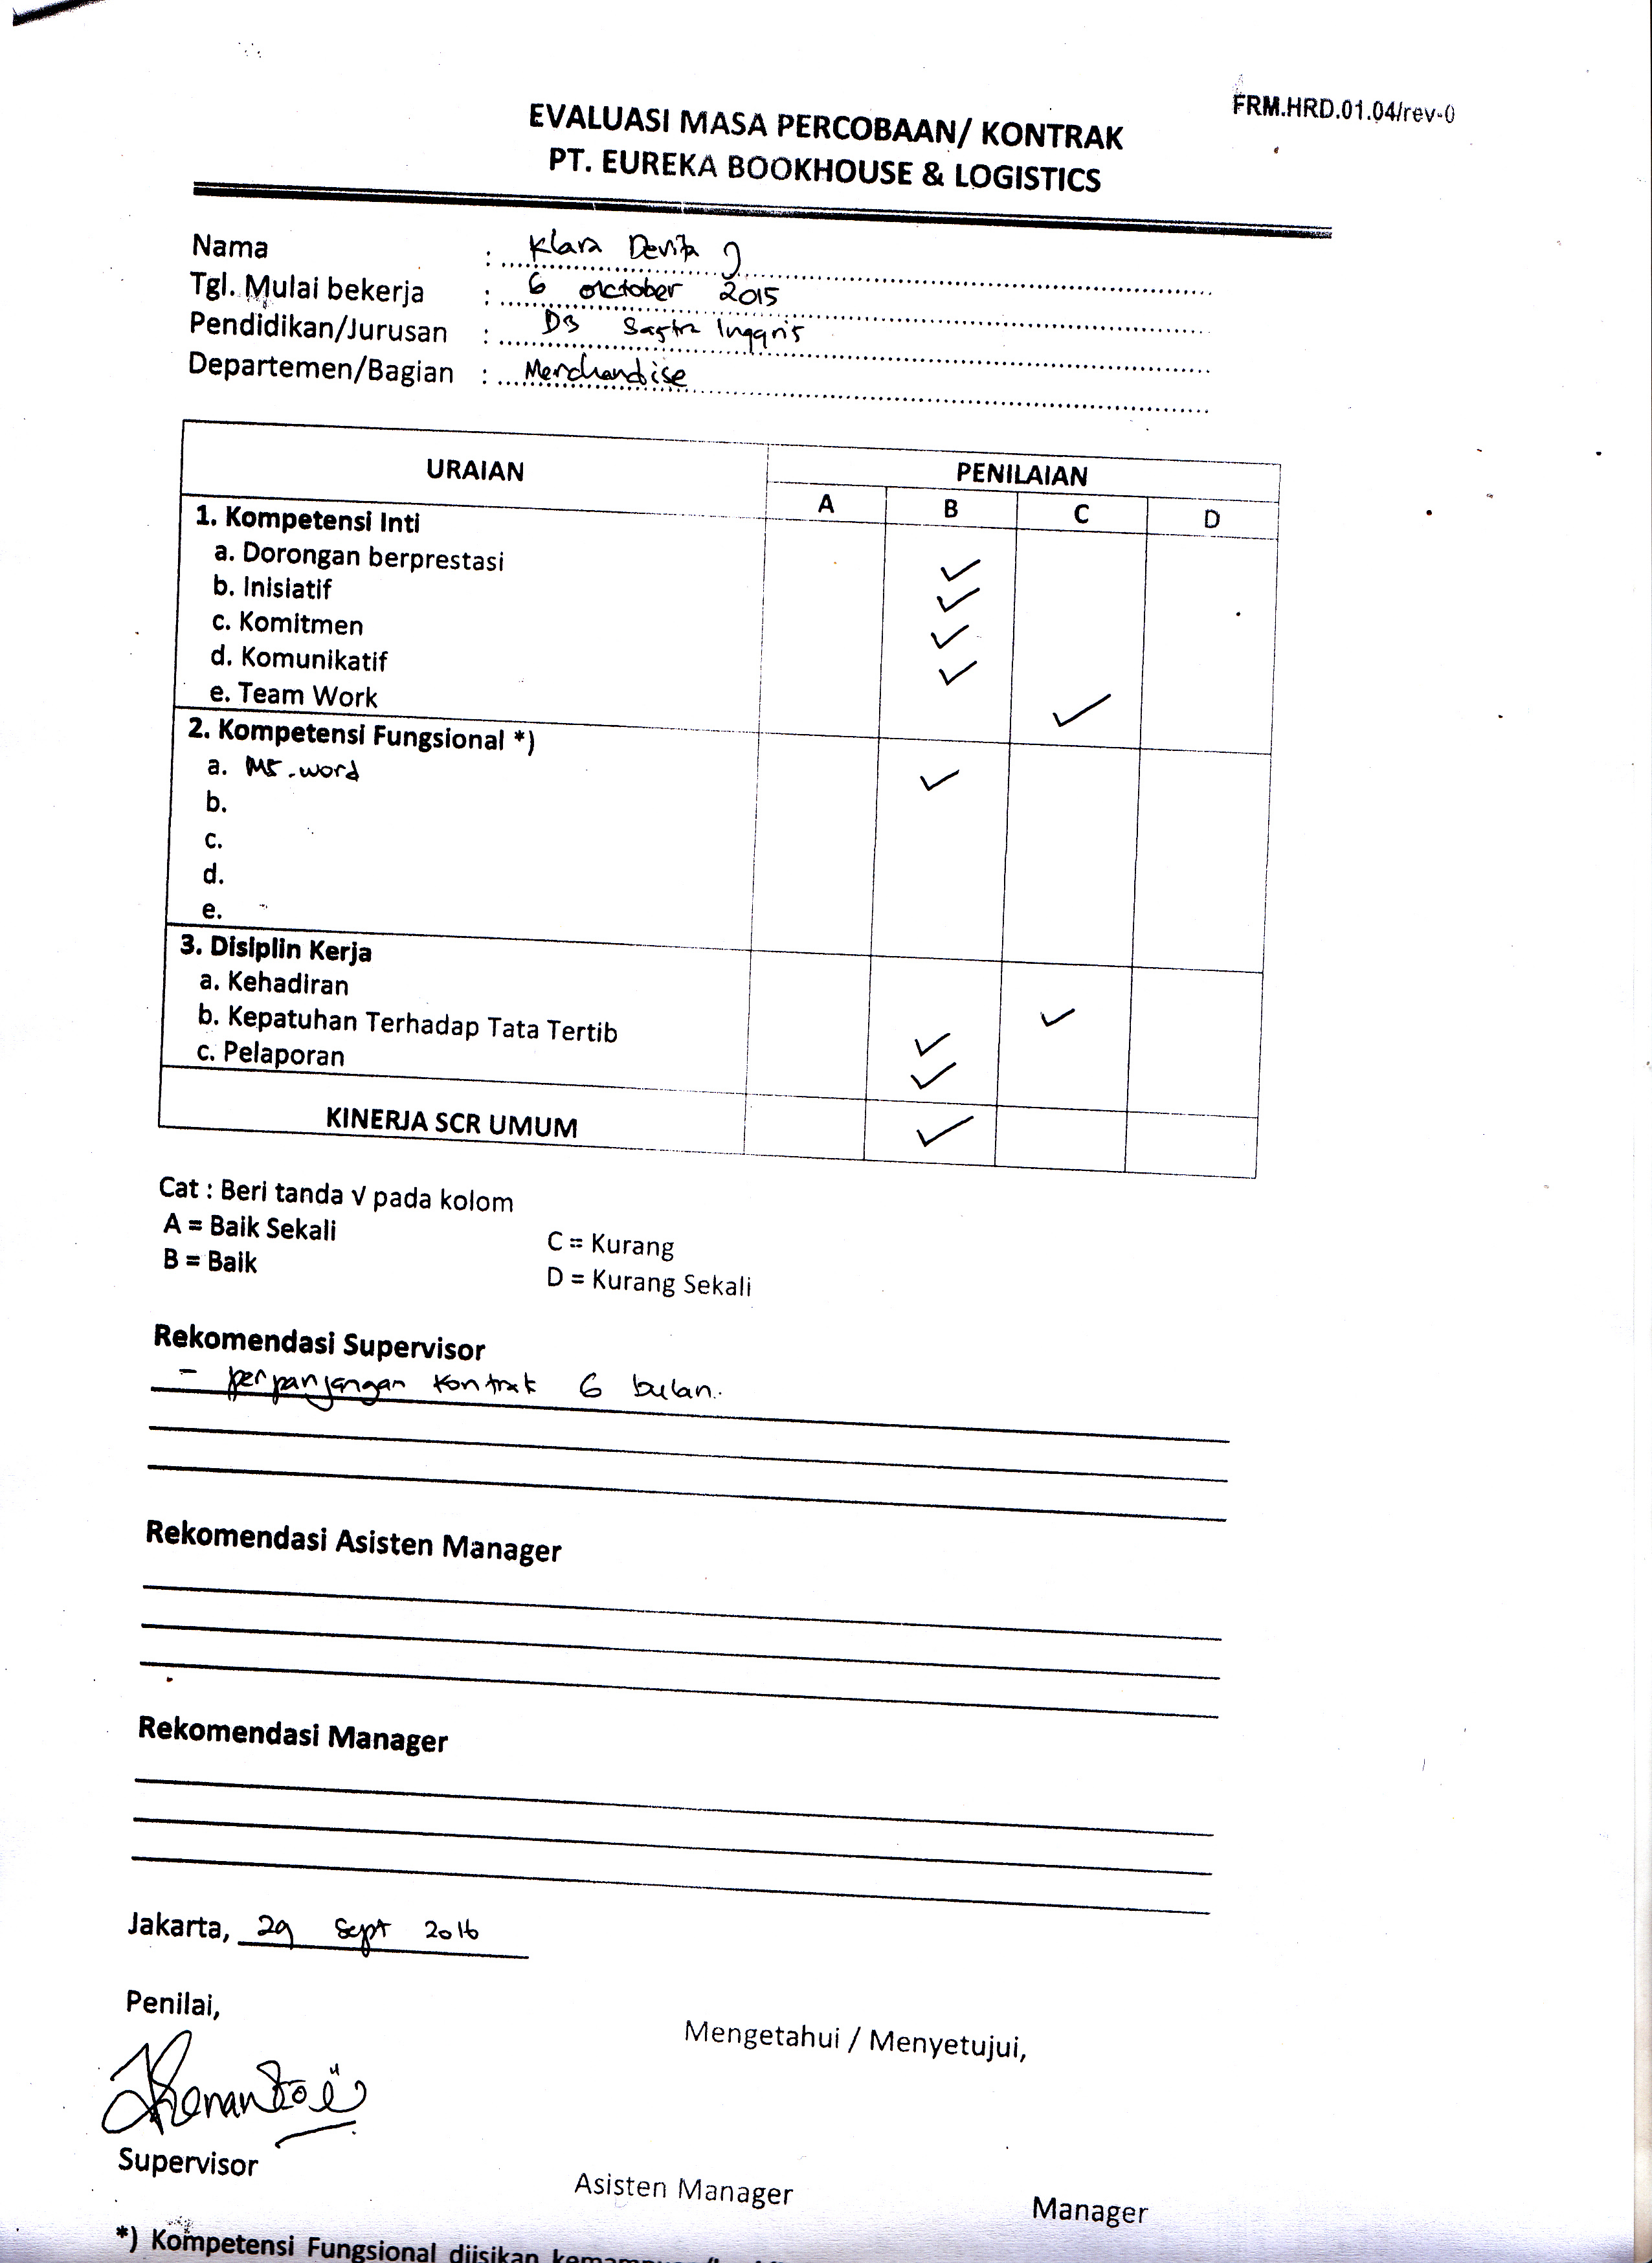 FRM.HRD.01.04/rev-0
EVALUASI MASA PERCOBAAN/ KONTRAK
PT. EUREKA BOOKHOUSE & LOGISTICS
Nama : Klara Devita J
Tgl. Mulai bekerja : 6 october 2015
Pendidikan/Jurusan : D3 Sastra Inggris
Departemen/Bagian : Merchandise
URAIAN PENILAIAN
A B C D
1. Kompetensi Inti
a. Dorongan berprestasi ✓
b. Inisiatif ✓
c. Komitmen ✓
d. Komunikatif ✓
e. Team Work ✓
2. Kompetensi Fungsional *)
a. MS.word ✓
b.
c.
d.
e.
3. Disiplin Kerja
a. Kehadiran ✓
b. Kepatuhan Terhadap Tata Tertib ✓
c. Pelaporan ✓
KINERJA SCR UMUM ✓
Cat : Beri tanda √ pada kolom
A = Baik Sekali C = Kurang
B = Baik D = Kurang Sekali
Rekomendasi Supervisor
- perpanjangan kontrak 6 bulan.
Rekomendasi Asisten Manager
Rekomendasi Manager
Jakarta, 29 Sept 2016
Penilai,
Mengetahui / Menyetujui,
Supervisor Asisten Manager Manager
*) Kompetensi Fungsional diisikan